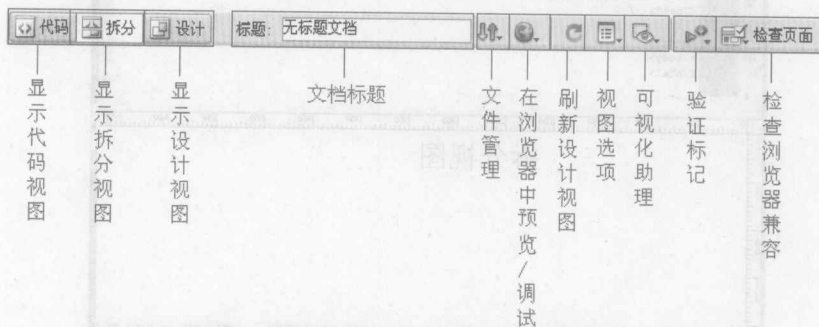 代码 拆分 设计 标题: 无标题文档 检查页面
显示代码视图
显示拆分视图
显示设计视图
文档标题
文件管理
在浏览器中预览/调试
刷新设计视图
视图选项
可视化助理
验证标记
检查浏览器兼容